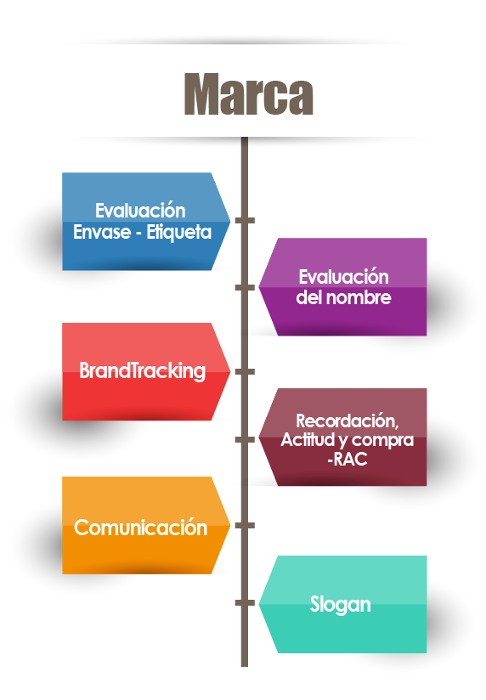 Marca
Evaluación
Envase - Etiqueta
Evaluación
del nombre
BrandTracking
Recordación,
Actitud y compra
-RAC
Comunicación
Slogan